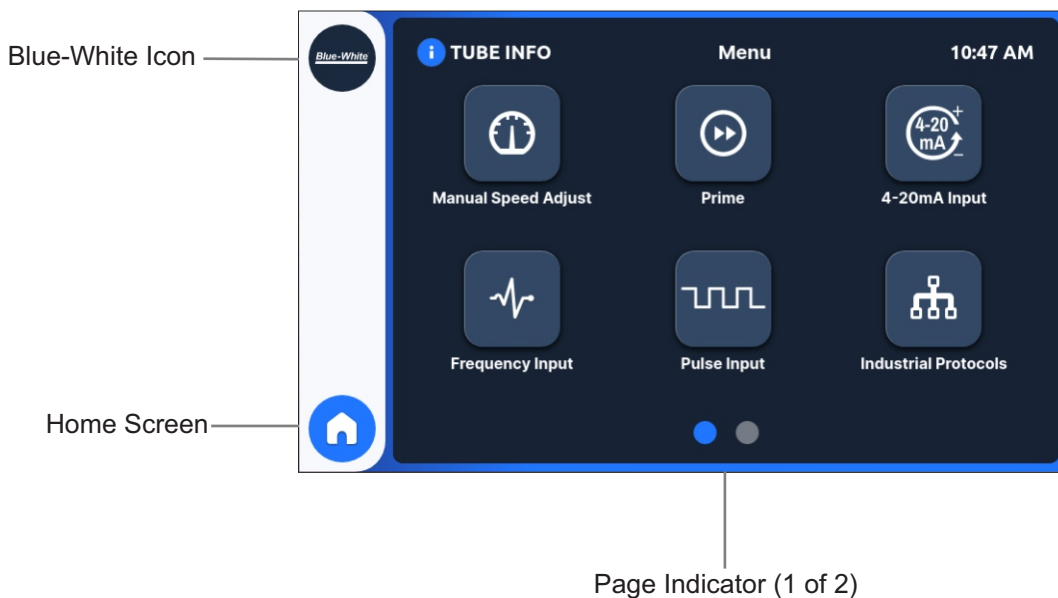 Blue-White Icon
Blue-White
i TUBE INFO
Menu
10:47 AM
4-20 mA + −
Manual Speed Adjust
Prime
4-20mA Input
Frequency Input
Pulse Input
Industrial Protocols
Home Screen
Page Indicator (1 of 2)